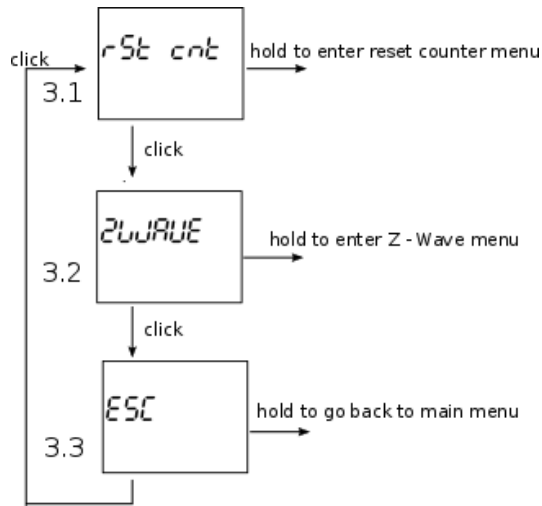 rSt cnt
hold to enter reset counter menu
click
3.1
click
ZWAVE
hold to enter Z - Wave menu
3.2
click
ESC
hold to go back to main menu
3.3